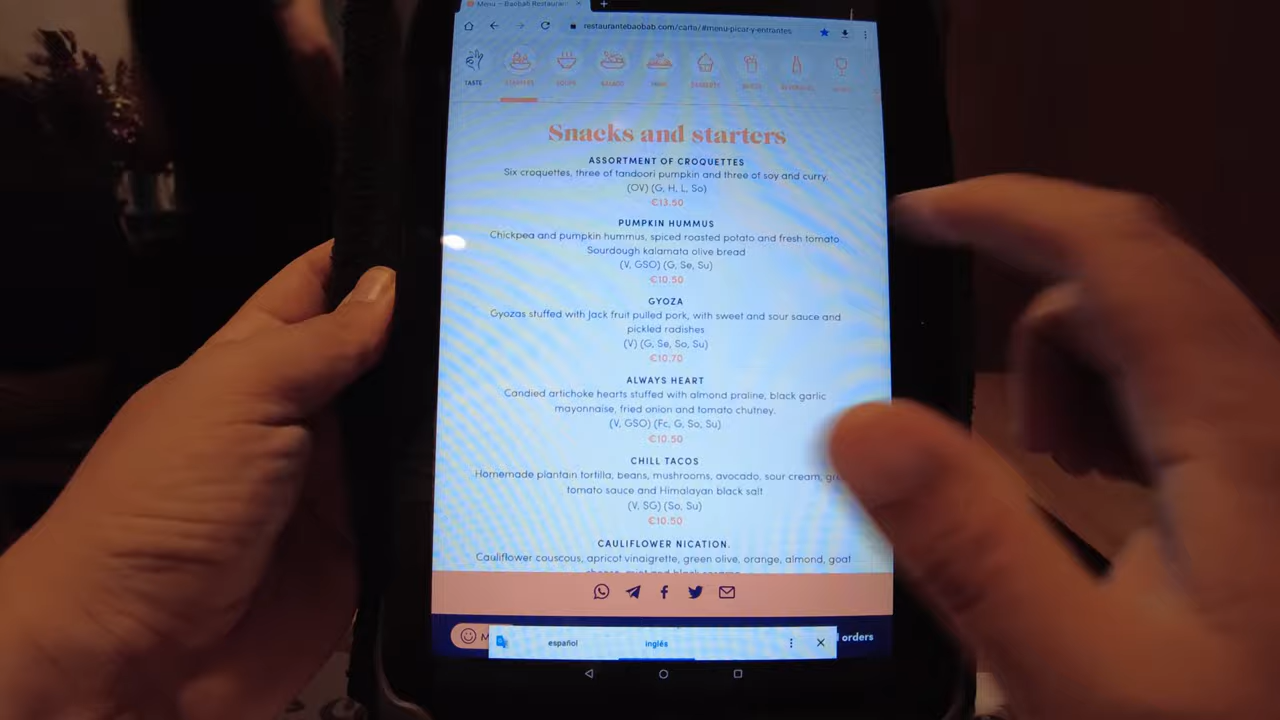 Menu – Baobab Restaurant
restaurantebaobab.com/carta/#menu-picar-y-entrantes
TASTE
STARTERS
SOUPS
DESSERTS
Snacks and starters
ASSORTMENT OF CROQUETTES
Six croquettes, three of tandoori pumpkin and three of soy and curry.
(OV) (G, H, L, So)
€13.50
PUMPKIN HUMMUS
Chickpea and pumpkin hummus, spiced roasted potato and fresh tomato.
Sourdough kalamata olive bread
(V, GSO) (G, Se, Su)
€10.50
GYOZA
Gyozas stuffed with Jack fruit pulled pork, with sweet and sour sauce and
pickled radishes
(V) (G, Se, So, Su)
€10.70
ALWAYS HEART
Candied artichoke hearts stuffed with almond praline, black garlic
mayonnaise, fried onion and tomato chutney.
(V, GSO) (Fc, G, So, Su)
€10.50
CHILL TACOS
Homemade plantain tortilla, beans, mushrooms, avocado, sour cream,
tomato sauce and Himalayan black salt
(V, SG) (So, Su)
€10.50
CAULIFLOWER NICATION.
Cauliflower couscous, apricot vinaigrette, green olive, orange, almond, goat
español
inglés
orders